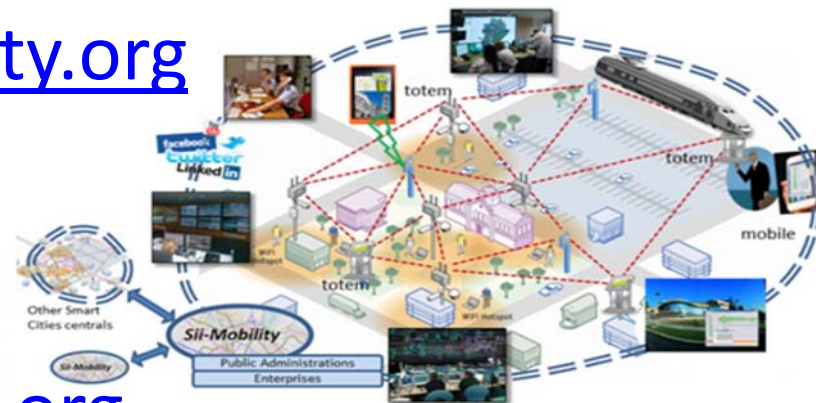 ty.org
totem
facebook
twitter
Linked in
totem
mobile
WiFi
Hotspot
totem
WiFi Hotspot
Other Smart
Cities centrals
Sii-Mobility
Public Administrations
Sii-Mobility
Enterprises
.org